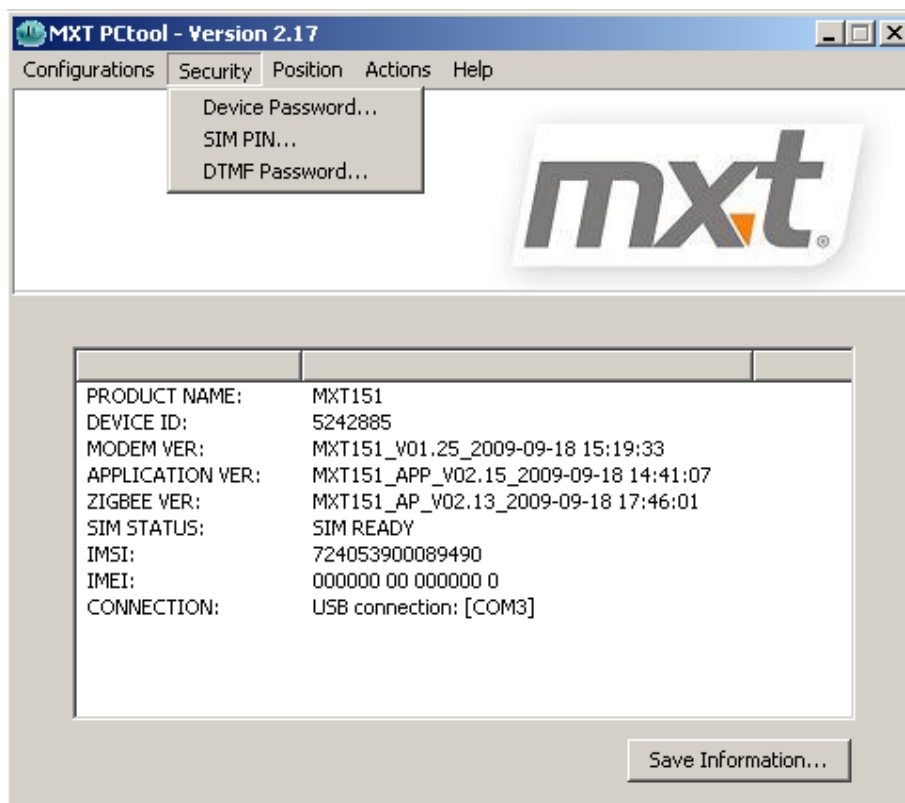 MXT PCtool - Version 2.17
Configurations Security Position Actions Help
Device Password...
SIM PIN...
DTMF Password...
mxt®
PRODUCT NAME: MXT151
DEVICE ID: 5242885
MODEM VER: MXT151_V01.25_2009-09-18 15:19:33
APPLICATION VER: MXT151_APP_V02.15_2009-09-18 14:41:07
ZIGBEE VER: MXT151_AP_V02.13_2009-09-18 17:46:01
SIM STATUS: SIM READY
IMSI: 724053900089490
IMEI: 000000 00 000000 0
CONNECTION: USB connection: [COM3]
Save Information...